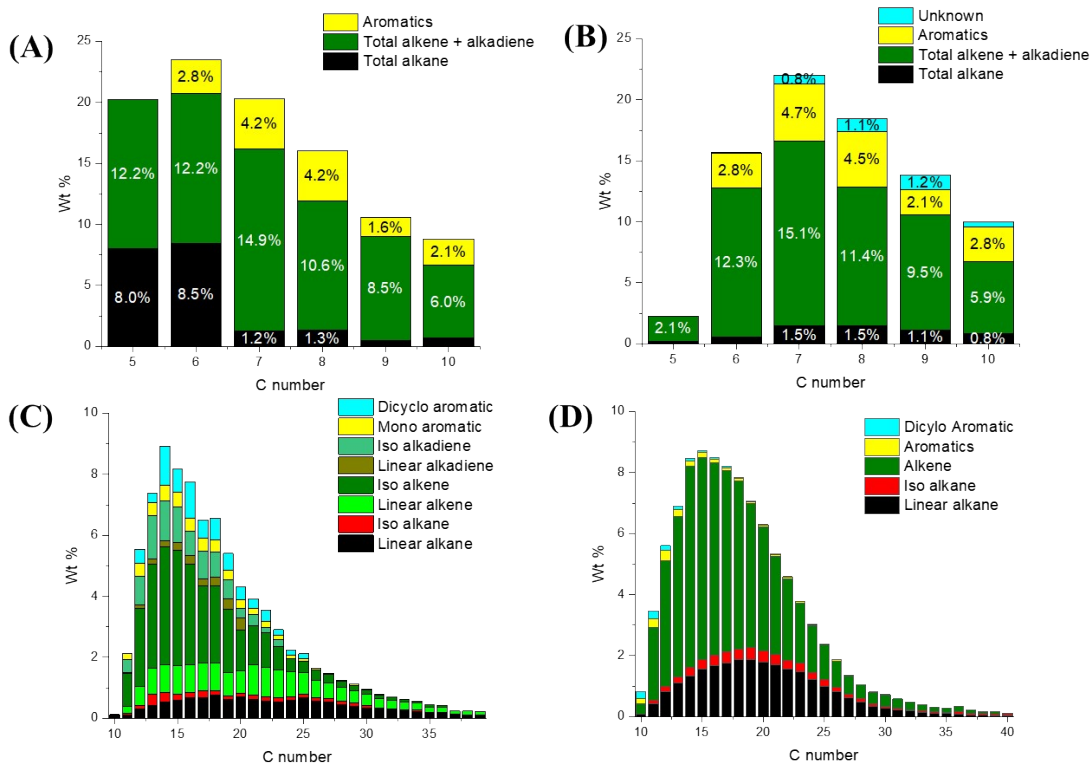 (A)
Aromatics
Total alkene + alkadiene
Total alkane
25
20
15
10
5
0
Wt %
2.8%
4.2%
4.2%
1.6%
2.1%
12.2%
12.2%
14.9%
10.6%
8.5%
6.0%
8.0%
8.5%
1.2%
1.3%
5 6 7 8 9 10
C number
(B)
Unknown
Aromatics
Total alkene + alkadiene
Total alkane
25
20
15
10
5
0
Wt %
0.8%
1.1%
1.2%
2.8%
4.7%
4.5%
2.1%
2.8%
2.1%
12.3%
15.1%
11.4%
9.5%
5.9%
1.5%
1.5%
1.1%
0.8%
5 6 7 8 9 10
C number
(C)
Dicyclo aromatic
Mono aromatic
Iso alkadiene
Linear alkadiene
Iso alkene
Linear alkene
Iso alkane
Linear alkane
10
8
6
4
2
0
Wt %
10 15 20 25 30 35
C number
(D)
Dicylo Aromatic
Aromatics
Alkene
Iso alkane
Linear alkane
10
8
6
4
2
0
Wt %
10 15 20 25 30 35 40
C number